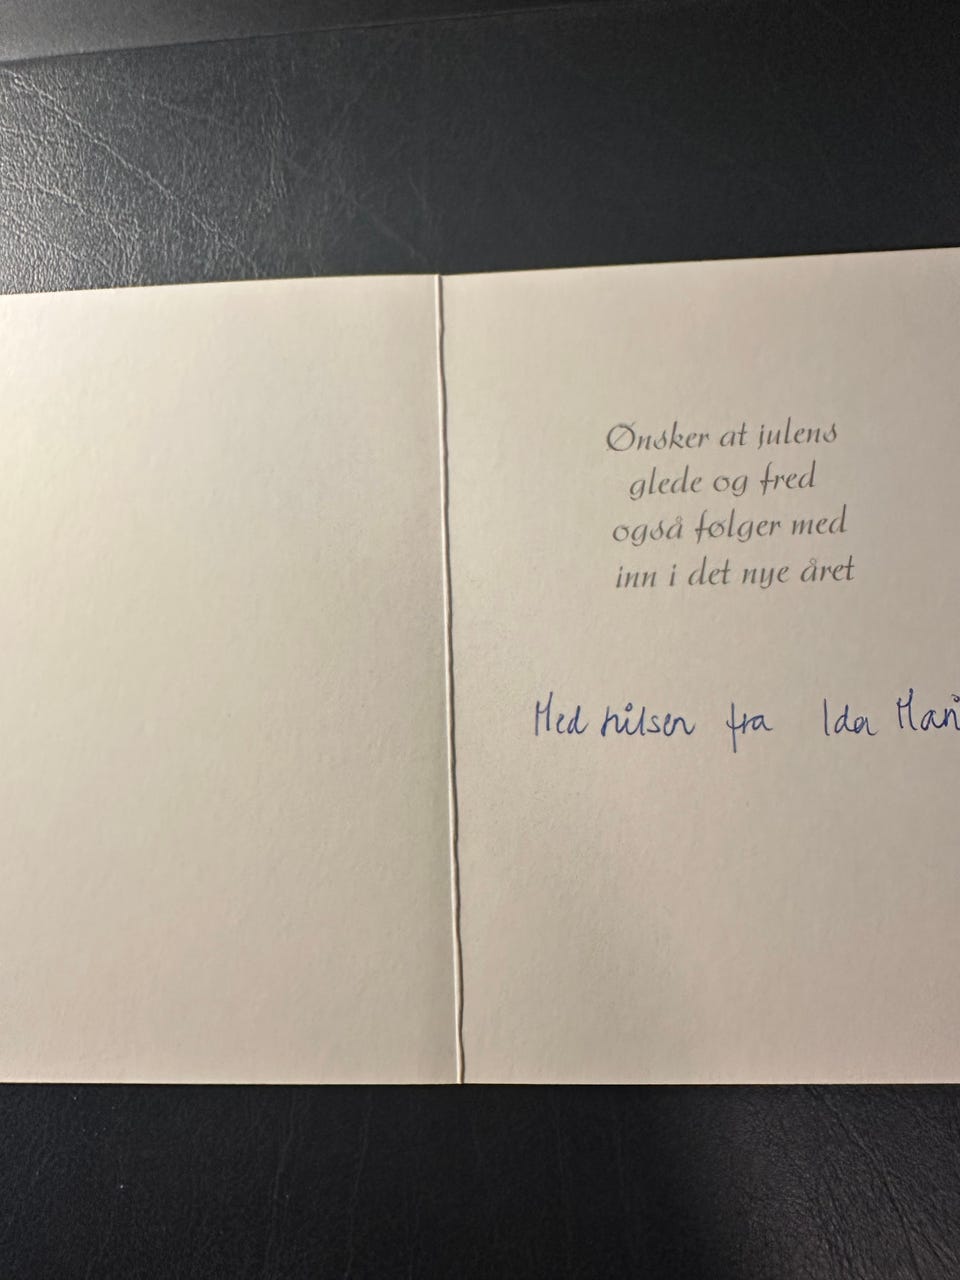 Ønsker at julens
glede og fred
også følger med
inn i det nye året
Med hilsen fra Ida